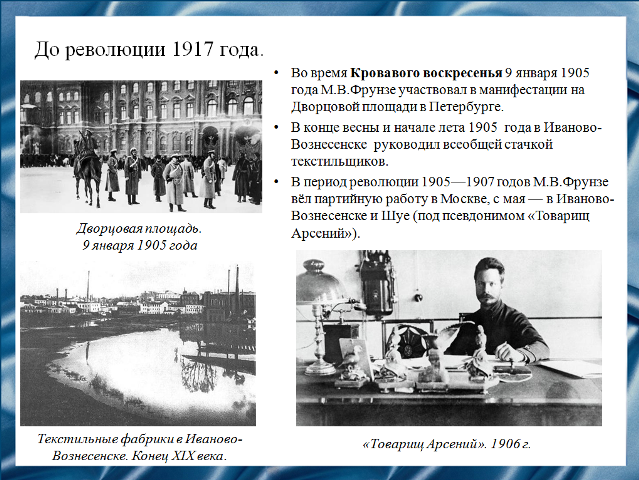 До революции 1917 года.
• Во время Кровавого воскресенья 9 января 1905
года М.В.Фрунзе участвовал в манифестации на
Дворцовой площади в Петербурге.
• В конце весны и начале лета 1905 года в Иваново-
Вознесенске руководил всеобщей стачкой
текстильщиков.
• В период революции 1905—1907 годов М.В.Фрунзе
вёл партийную работу в Москве, с мая — в Иваново-
Вознесенске и Шуе (под псевдонимом «Товарищ
Арсений»).
Дворцовая площадь.
9 января 1905 года
Текстильные фабрики в Иваново-
Вознесенске. Конец XIX века.
«Товарищ Арсений». 1906 г.